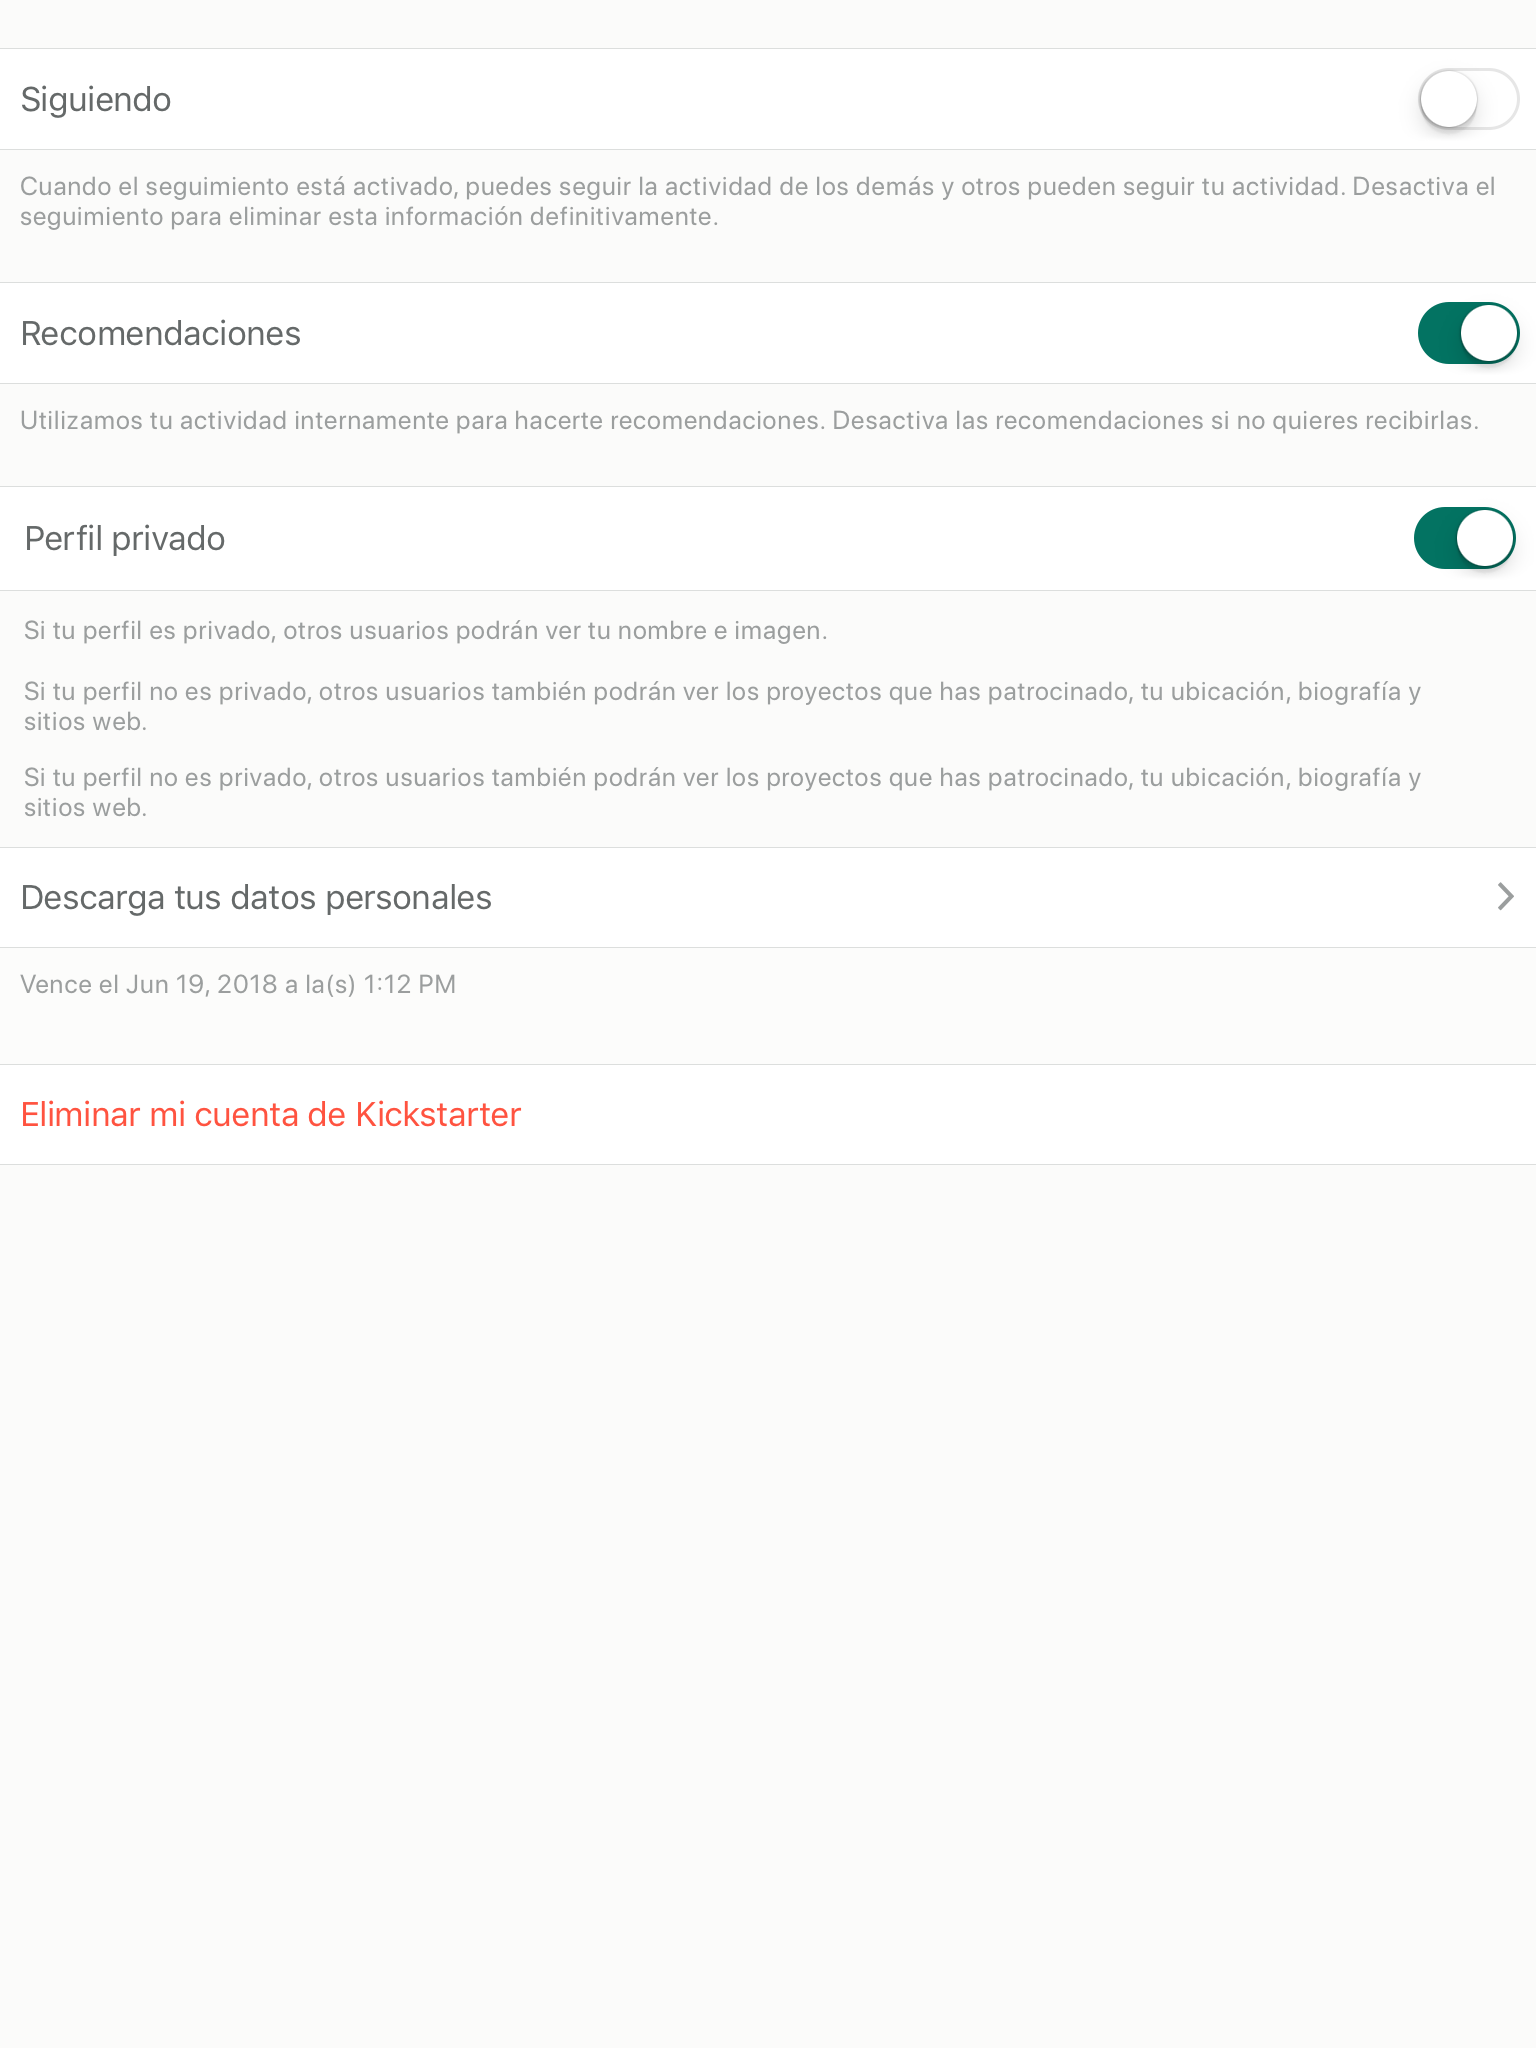 Siguiendo
Cuando el seguimiento está activado, puedes seguir la actividad de los demás y otros pueden seguir tu actividad. Desactiva el
seguimiento para eliminar esta información definitivamente.
Recomendaciones
Utilizamos tu actividad internamente para hacerte recomendaciones. Desactiva las recomendaciones si no quieres recibirlas.
Perfil privado
Si tu perfil es privado, otros usuarios podrán ver tu nombre e imagen.
Si tu perfil no es privado, otros usuarios también podrán ver los proyectos que has patrocinado, tu ubicación, biografía y
sitios web.
Si tu perfil no es privado, otros usuarios también podrán ver los proyectos que has patrocinado, tu ubicación, biografía y
sitios web.
Descarga tus datos personales
Vence el Jun 19, 2018 a la(s) 1:12 PM
Eliminar mi cuenta de Kickstarter